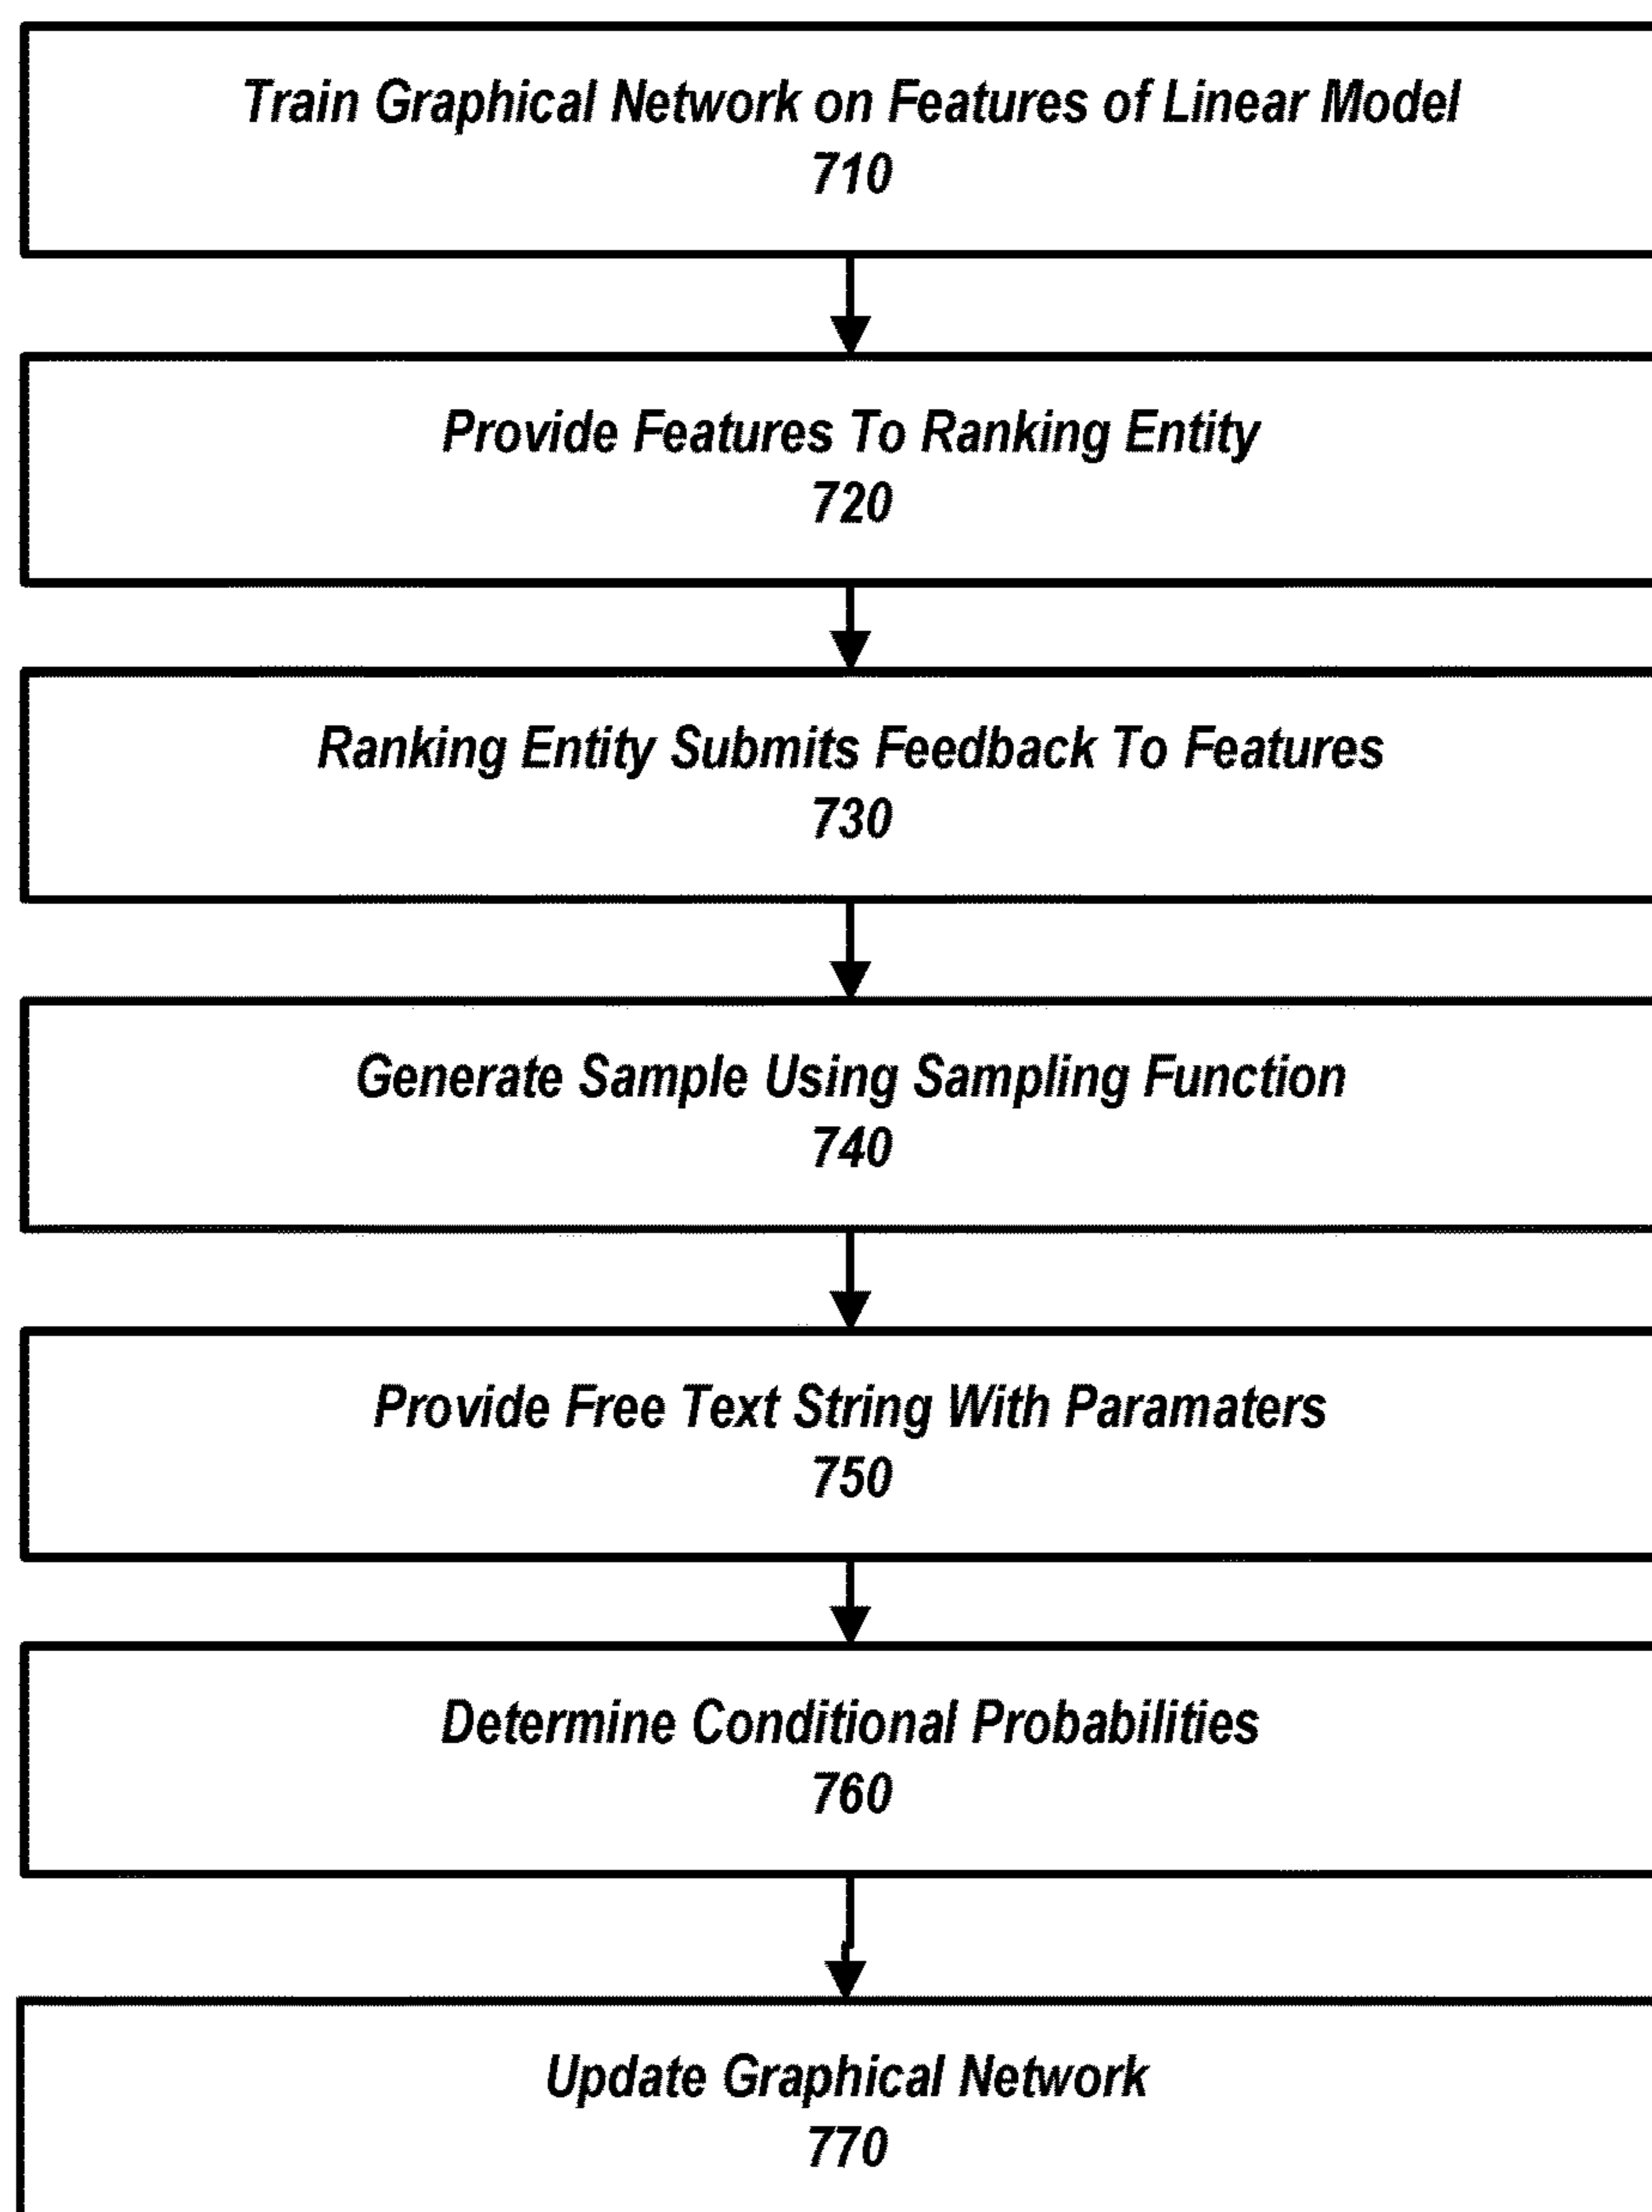 Train Graphical Network on Features of Linear Model
710
Provide Features To Ranking Entity
720
Ranking Entity Submits Feedback To Features
730
Generate Sample Using Sampling Function
740
Provide Free Text String With Paramaters
750
Determine Conditional Probabilities
760
Update Graphical Network
770